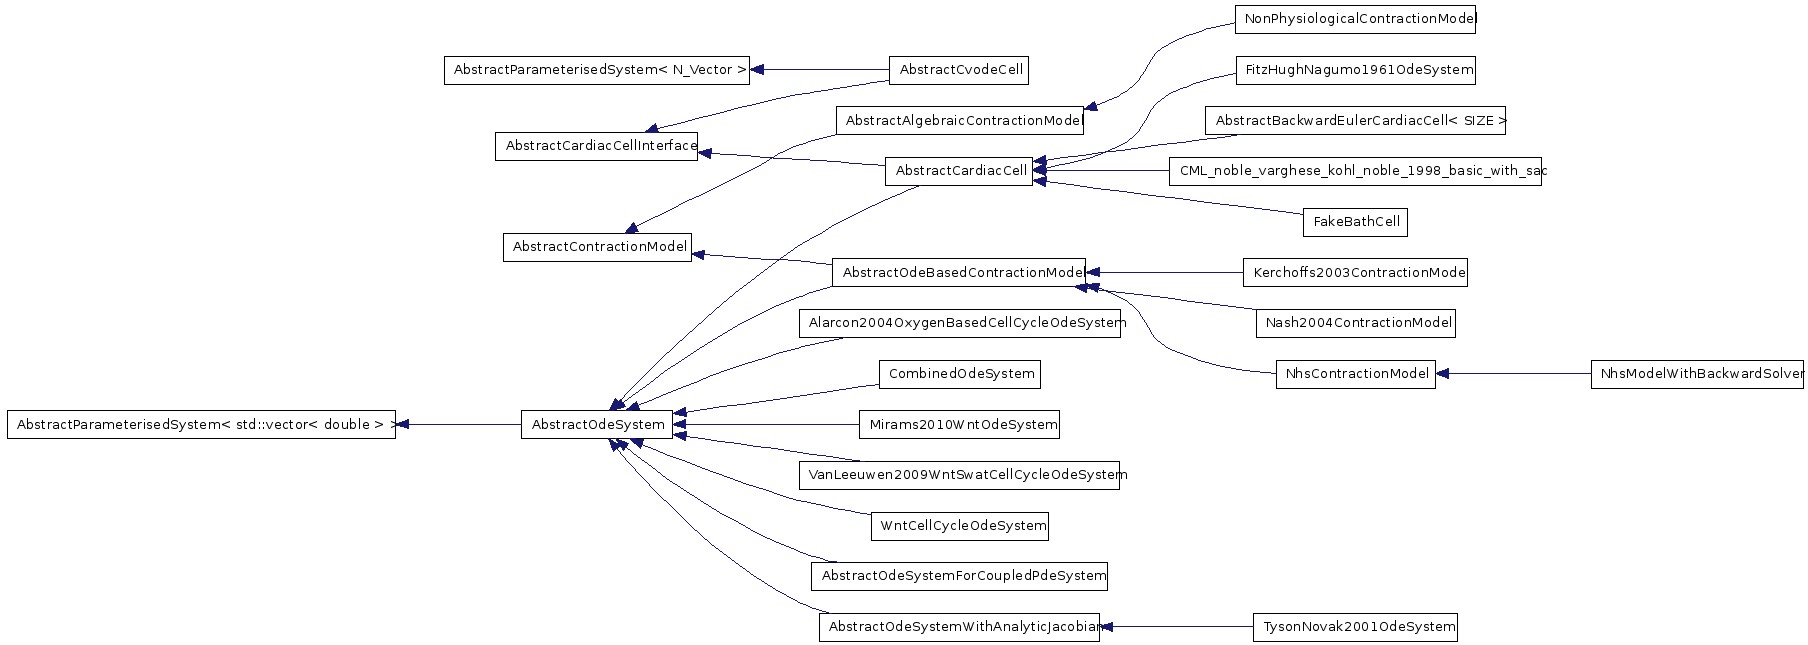 NonPhysiologicalContractionModel
AbstractParameterisedSystem< N_Vector >
AbstractCvodeCell
FitzHughNagumo1961OdeSystem
AbstractAlgebraicContractionModel
AbstractBackwardEulerCardiacCell< SIZE >
AbstractCardiacCellInterface
AbstractCardiacCell
CML_noble_varghese_kohl_noble_1998_basic_with_sac
FakeBathCell
AbstractContractionModel
AbstractOdeBasedContractionModel
Kerchoffs2003ContractionModel
Alarcon2004OxygenBasedCellCycleOdeSystem
Nash2004ContractionModel
CombinedOdeSystem
NhsContractionModel
NhsModelWithBackwardSolver
AbstractParameterisedSystem< std::vector< double > >
AbstractOdeSystem
Mirams2010WntOdeSystem
VanLeeuwen2009WntSwatCellCycleOdeSystem
WntCellCycleOdeSystem
AbstractOdeSystemForCoupledPdeSystem
AbstractOdeSystemWithAnalyticJacobian
TysonNovak2001OdeSystem